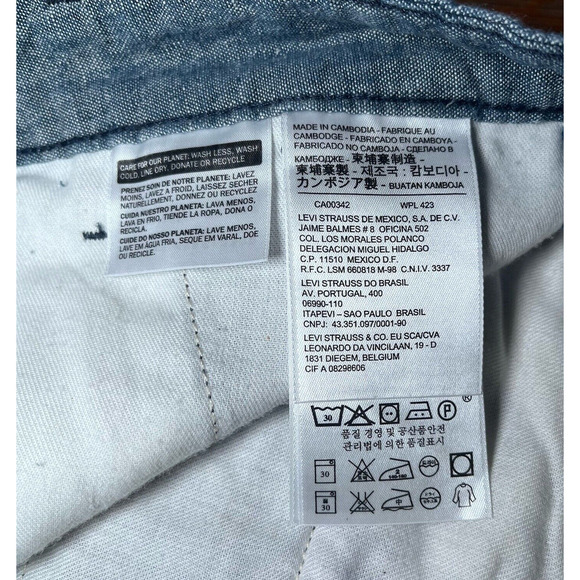 CARE FOR OUR PLANET: WASH LESS, WASH
COLD, LINE DRY, DONATE OR RECYCLE
PRENEZ SOIN DE NOTRE PLANETE: LAVEZ
MOINS, LAVEZ A FROID, LAISSEZ SÉCHER
NATURELLEMENT, DONNEZ OU RECYCLEZ
CUIDA NUESTRO PLANETA: LAVA MENOS,
LAVA EN FRIO, TIENDE LA ROPA, DONA O
RECICLA.
CUIDE DO NOSSO PLANETA: LAVE MENOS,
LAVE EM ÁGUA FRIA, SEQUE EM VARAL, DOE
OU RECICLE.
MADE IN CAMBODIA - FABRIQUE AU
CAMBODGE - FABRICADO EN CAMBOYA -
FABRICADO NO CAMBOJA - СДЕЛАНО В
КАМБОДЖЕ - 柬埔寨制造 -
柬埔寨製 - 제조국 : 캄보디아 -
カンボジア製 - BUATAN KAMBOJA
CA00342 WPL 423
LEVI STRAUSS DE MEXICO, S.A. DE C.V.
JAIME BALMES # 8 OFICINA 502
COL. LOS MORALES POLANCO
DELEGACION MIGUEL HIDALGO
C.P. 11510 MEXICO D.F.
R.F.C. LSM 660818 M-98 C.N.I.V. 3337
LEVI STRAUSS DO BRASIL
AV. PORTUGAL, 400
06990-110
ITAPEVI – SAO PAULO BRASIL
CNPJ: 43.351.097/0001-90
LEVI STRAUSS & CO. EU SCA/CVA
LEONARDO DA VINCILAAN, 19 - D
1831 DIEGEM, BELGIUM
CIF A 08298606
30 P ®
품질 경영 및 공산품안전
관리법에 의한 품질표시
30
30 中